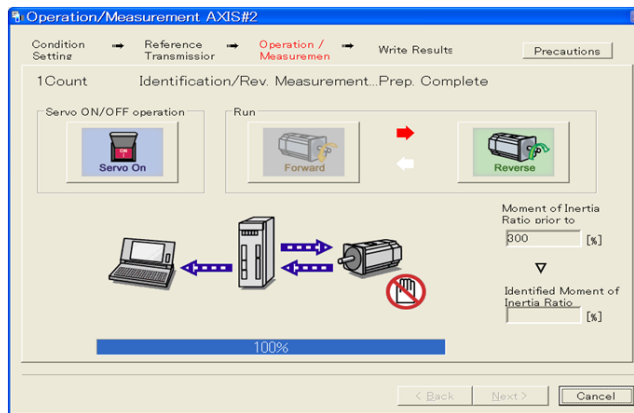 Operation/Measurement AXIS#2
Condition
Setting
Reference
Transmissior
Operation /
Measuremen
Write Results
Precautions
1Count
Identification/Rev. Measurement...Prep. Complete
Servo ON/OFF operation
Run
Servo On
Forward
Reverse
Moment of Inertia
Ratio prior to
300 [%]
Identified Moment of
Inertia Ratio
[%]
100%
< Back
Next >
Cancel